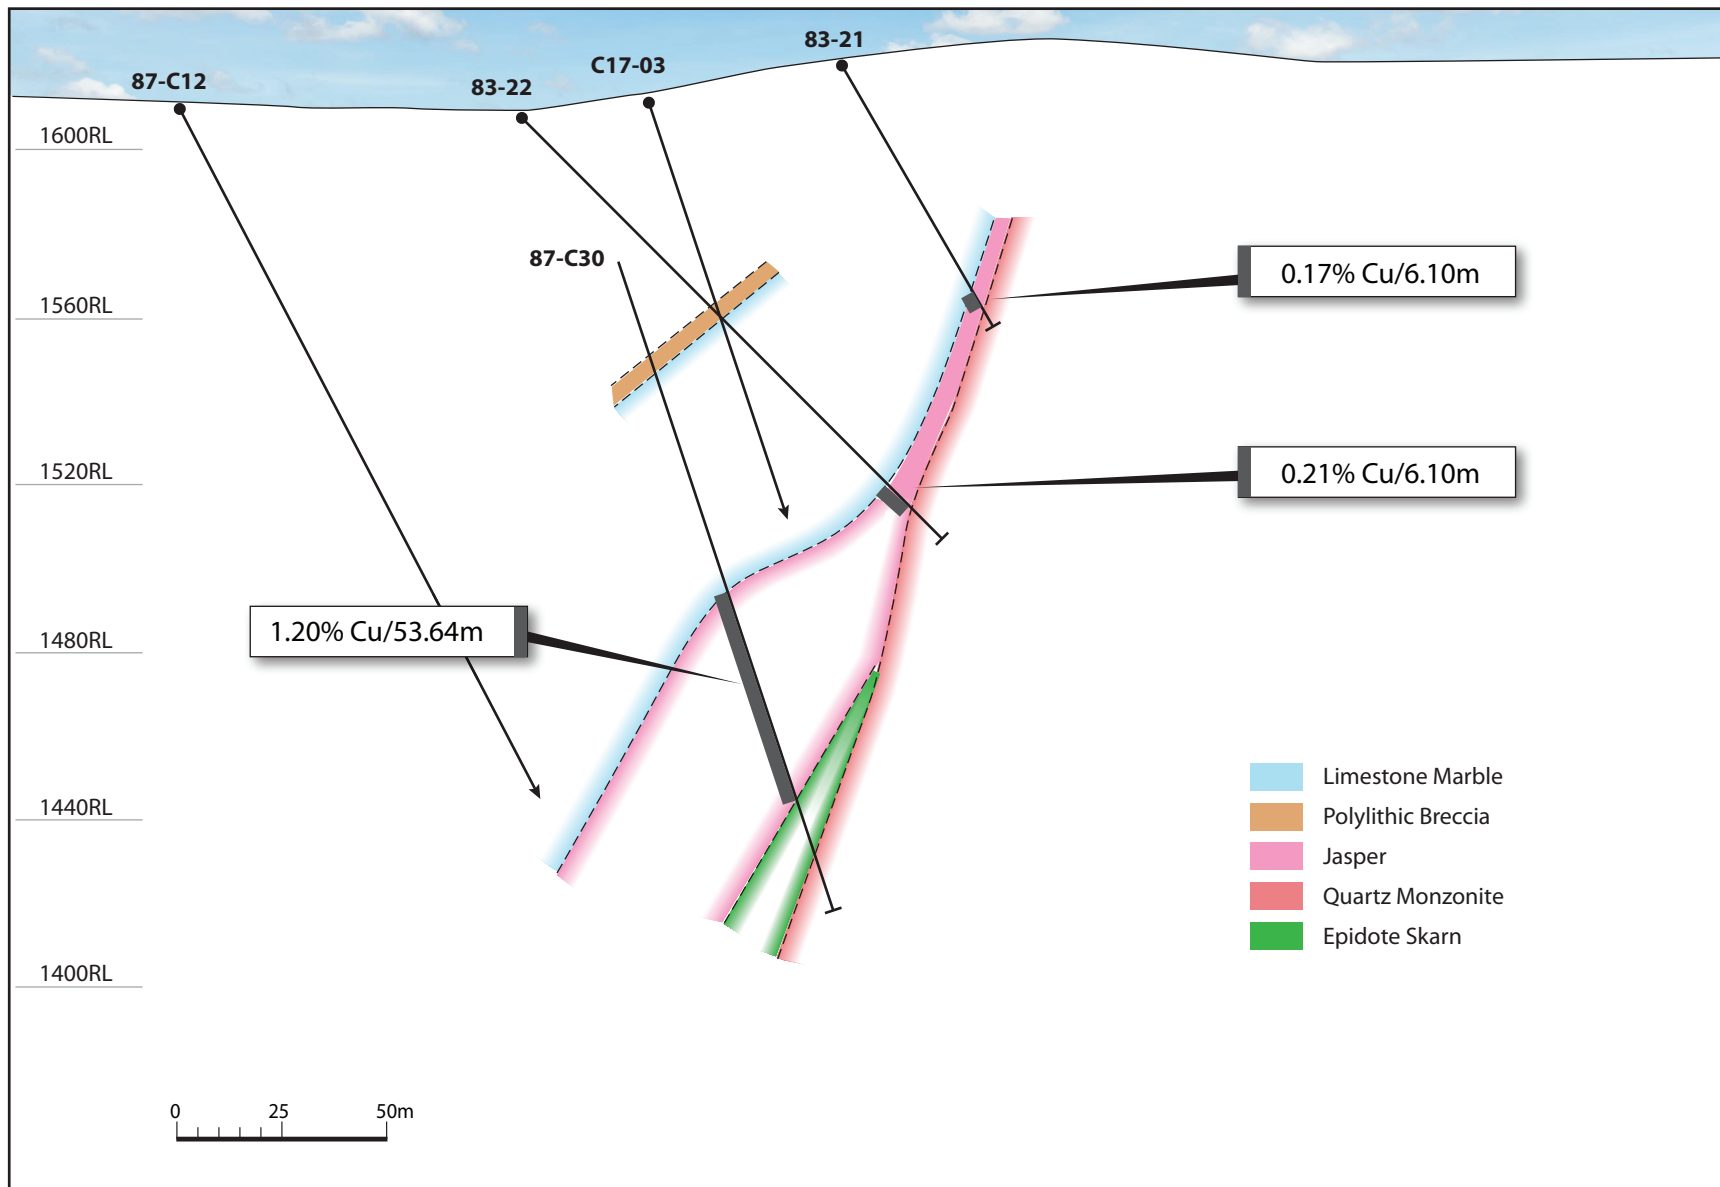 83-21
C17-03
87-C12
83-22
1600RL
87-C30
0.17% Cu/6.10m
1560RL
1520RL
0.21% Cu/6.10m
1.20% Cu/53.64m
1480RL
1440RL
Limestone Marble
Polylithic Breccia
Jasper
Quartz Monzonite
Epidote Skarn
1400RL
0 25 50m